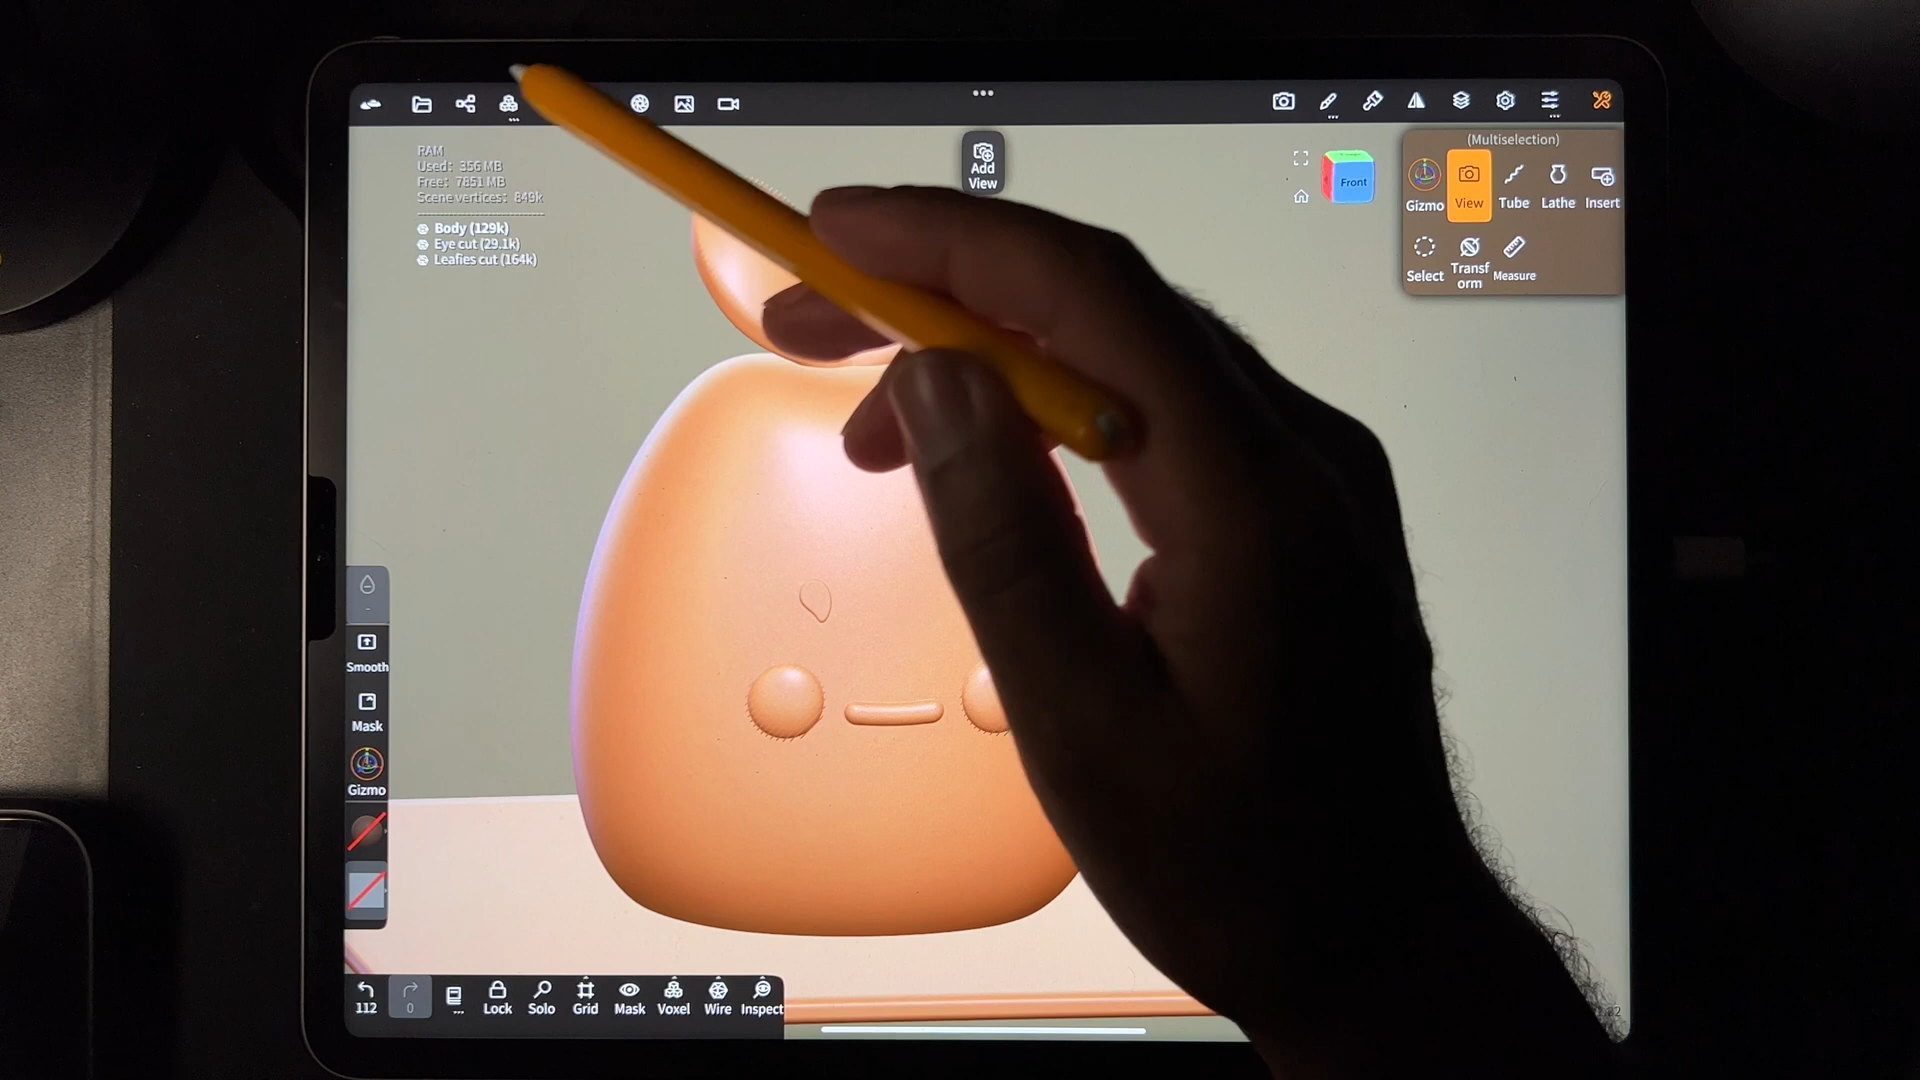 RAM
Used: 356 MB
Free: 7851 MB
Scene vertices: 849k
Body (129k)
Eye cut (29.1k)
Leafies cut (164k)
Add
View
Front
(Multiselection)
Gizmo
View
Tube
Lathe
Insert
Select
Transf
orm
Measure
Smooth
Mask
Gizmo
112
0
Lock
Solo
Grid
Mask
Voxel
Wire
Inspect